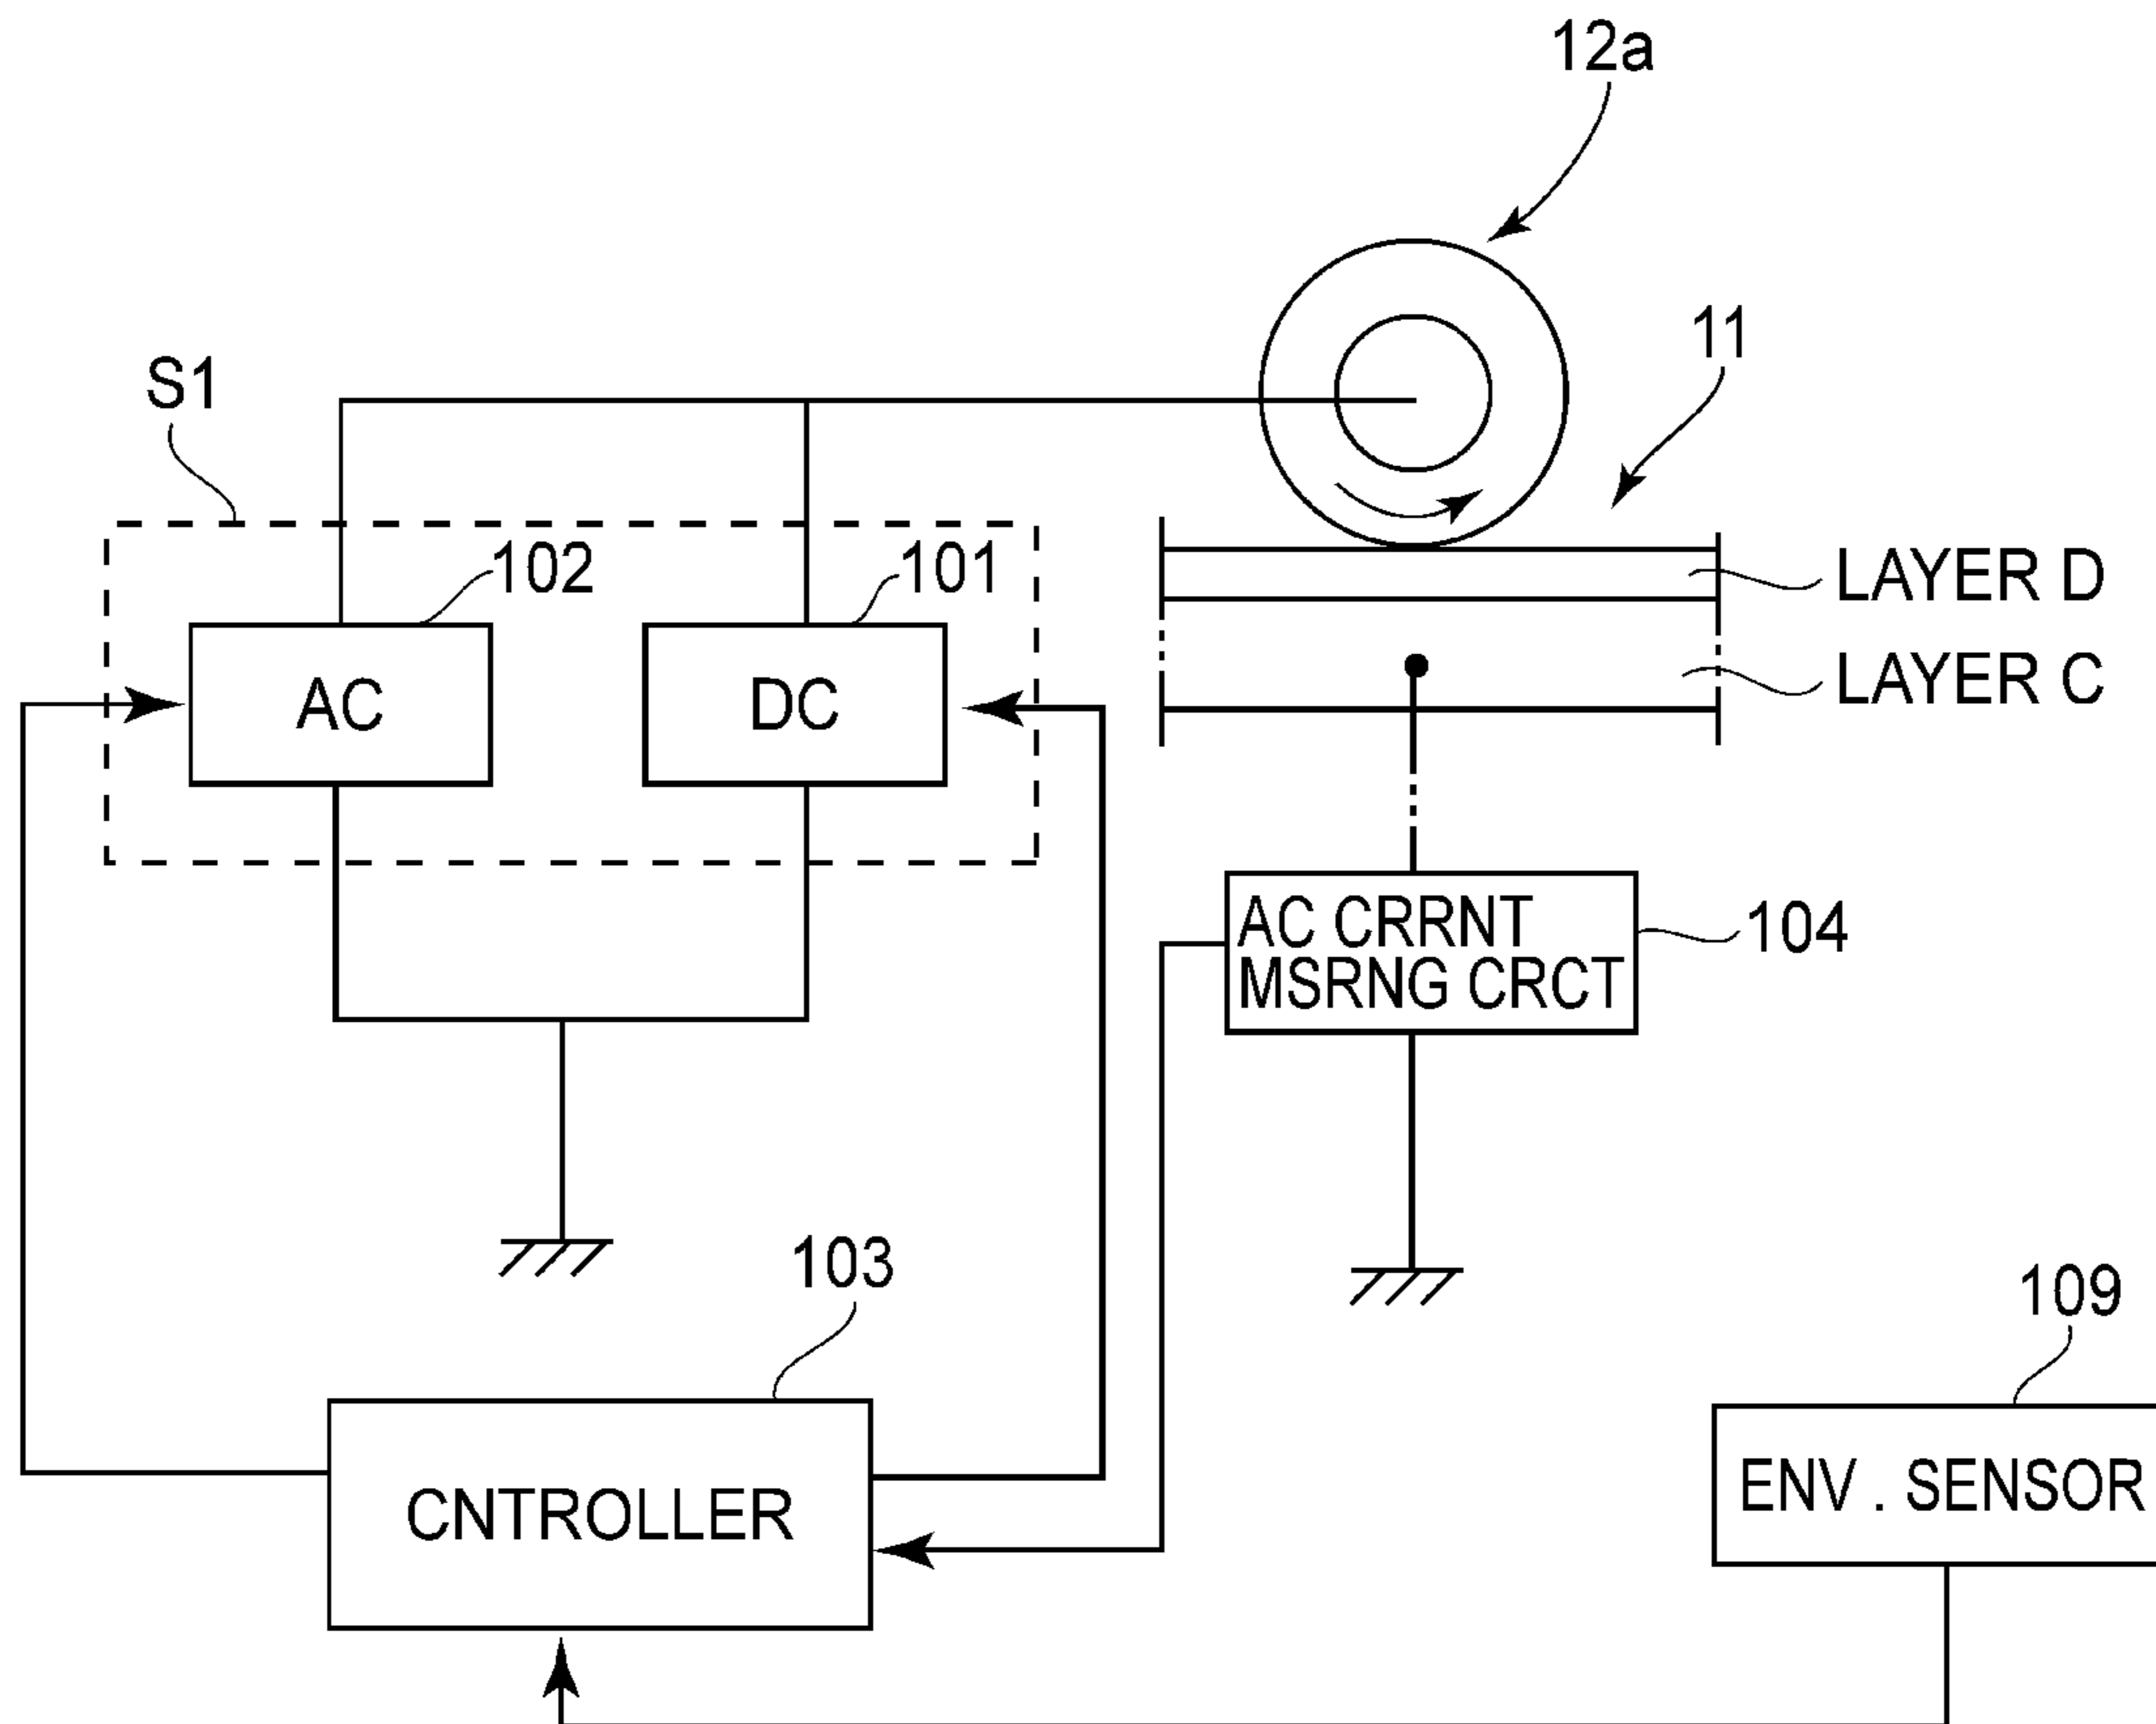 12a
11
S1
102
101
LAYER D
AC
DC
LAYER C
AC CRRNT
MSRNG CRCT
104
103
109
CNTROLLER
ENV . SENSOR